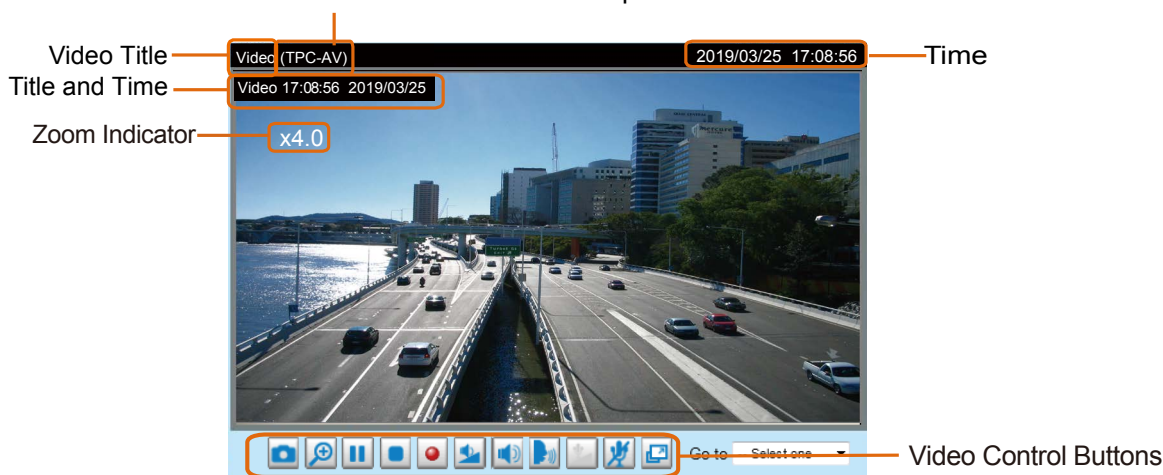 Video Title
Video (TPC-AV)
2019/03/25 17:08:56
Time
Title and Time
Video 17:08:56 2019/03/25
Zoom Indicator
x4.0
Go to
Select one
Video Control Buttons